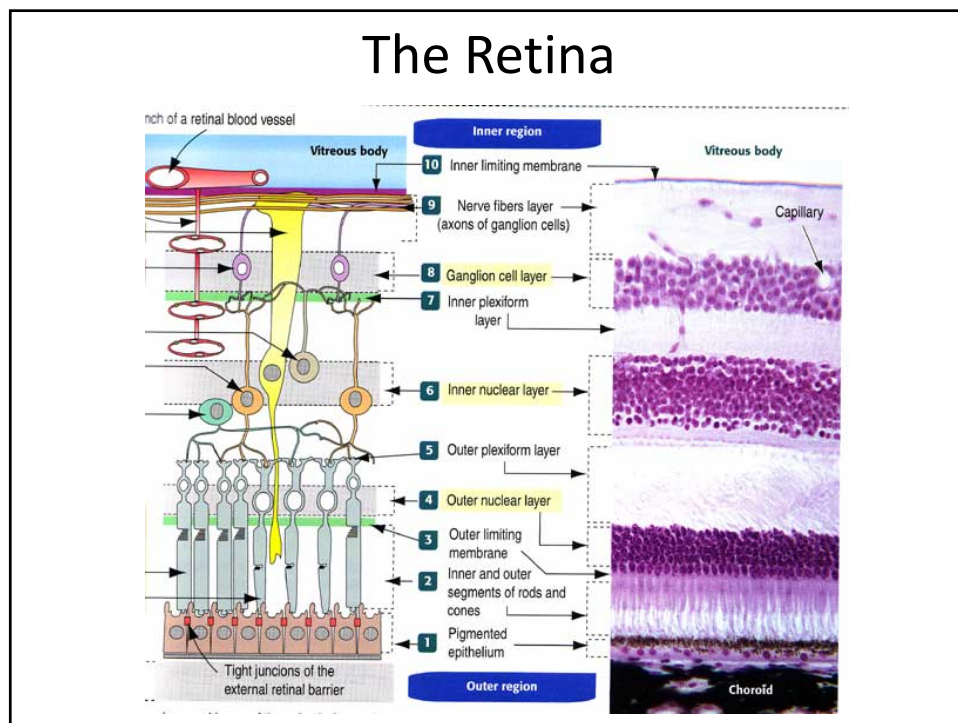 The Retina
nch of a retinal blood vessel
Inner region
Vitreous body
Vitreous body
10 Inner limiting membrane
9 Nerve fibers layer
(axons of ganglion cells)
Capillary
8 Ganglion cell layer
7 Inner plexiform
layer
6 Inner nuclear layer
5 Outer plexiform layer
4 Outer nuclear layer
3 Outer limiting
membrane
2 Inner and outer
segments of rods and
cones
1 Pigmented
epithelium
Tight juncions of the
external retinal barrier
Outer region
Choroid